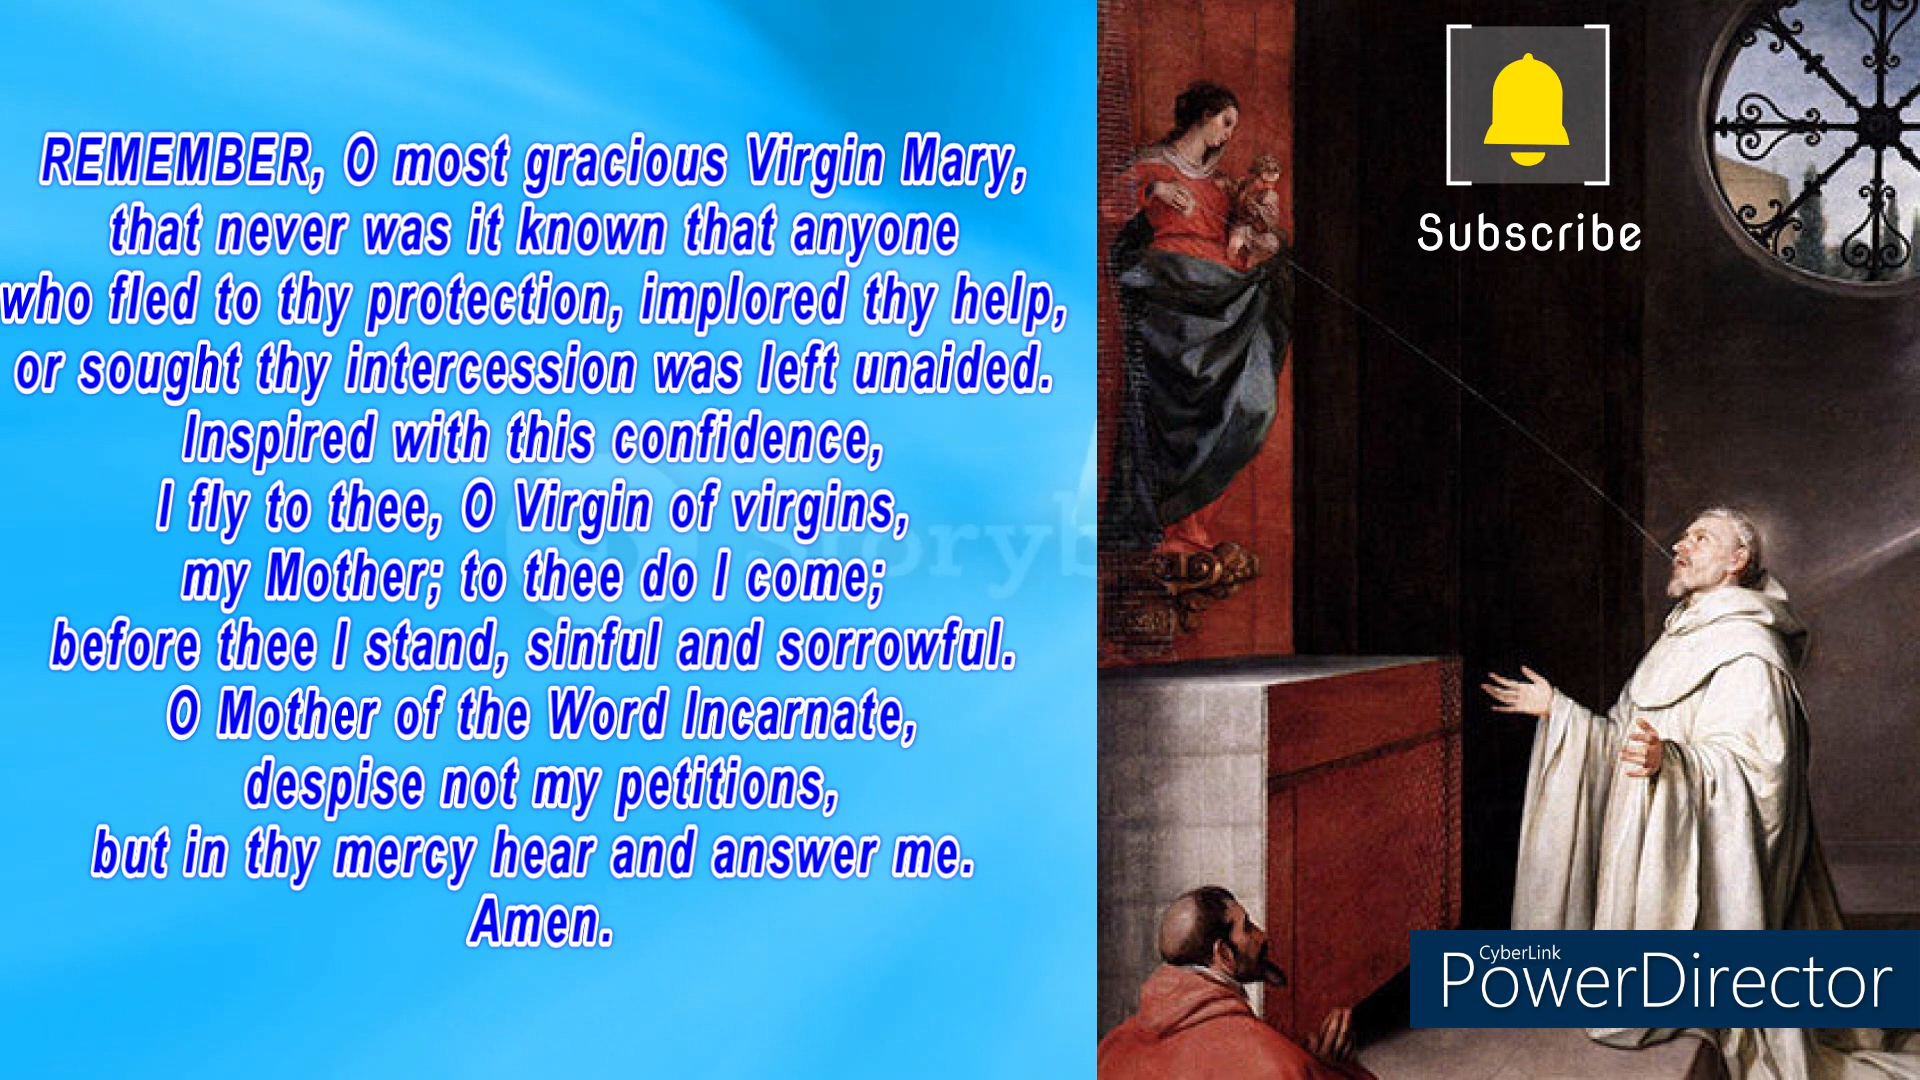 REMEMBER, O most gracious Virgin Mary,
that never was it known that anyone
who fled to thy protection, implored thy help,
or sought thy intercession was left unaided.
Inspired with this confidence,
I fly to thee, O Virgin of virgins,
my Mother; to thee do I come;
before thee I stand, sinful and sorrowful.
O Mother of the Word Incarnate,
despise not my petitions,
but in thy mercy hear and answer me.
Amen.
Subscribe
CyberLink
PowerDirector